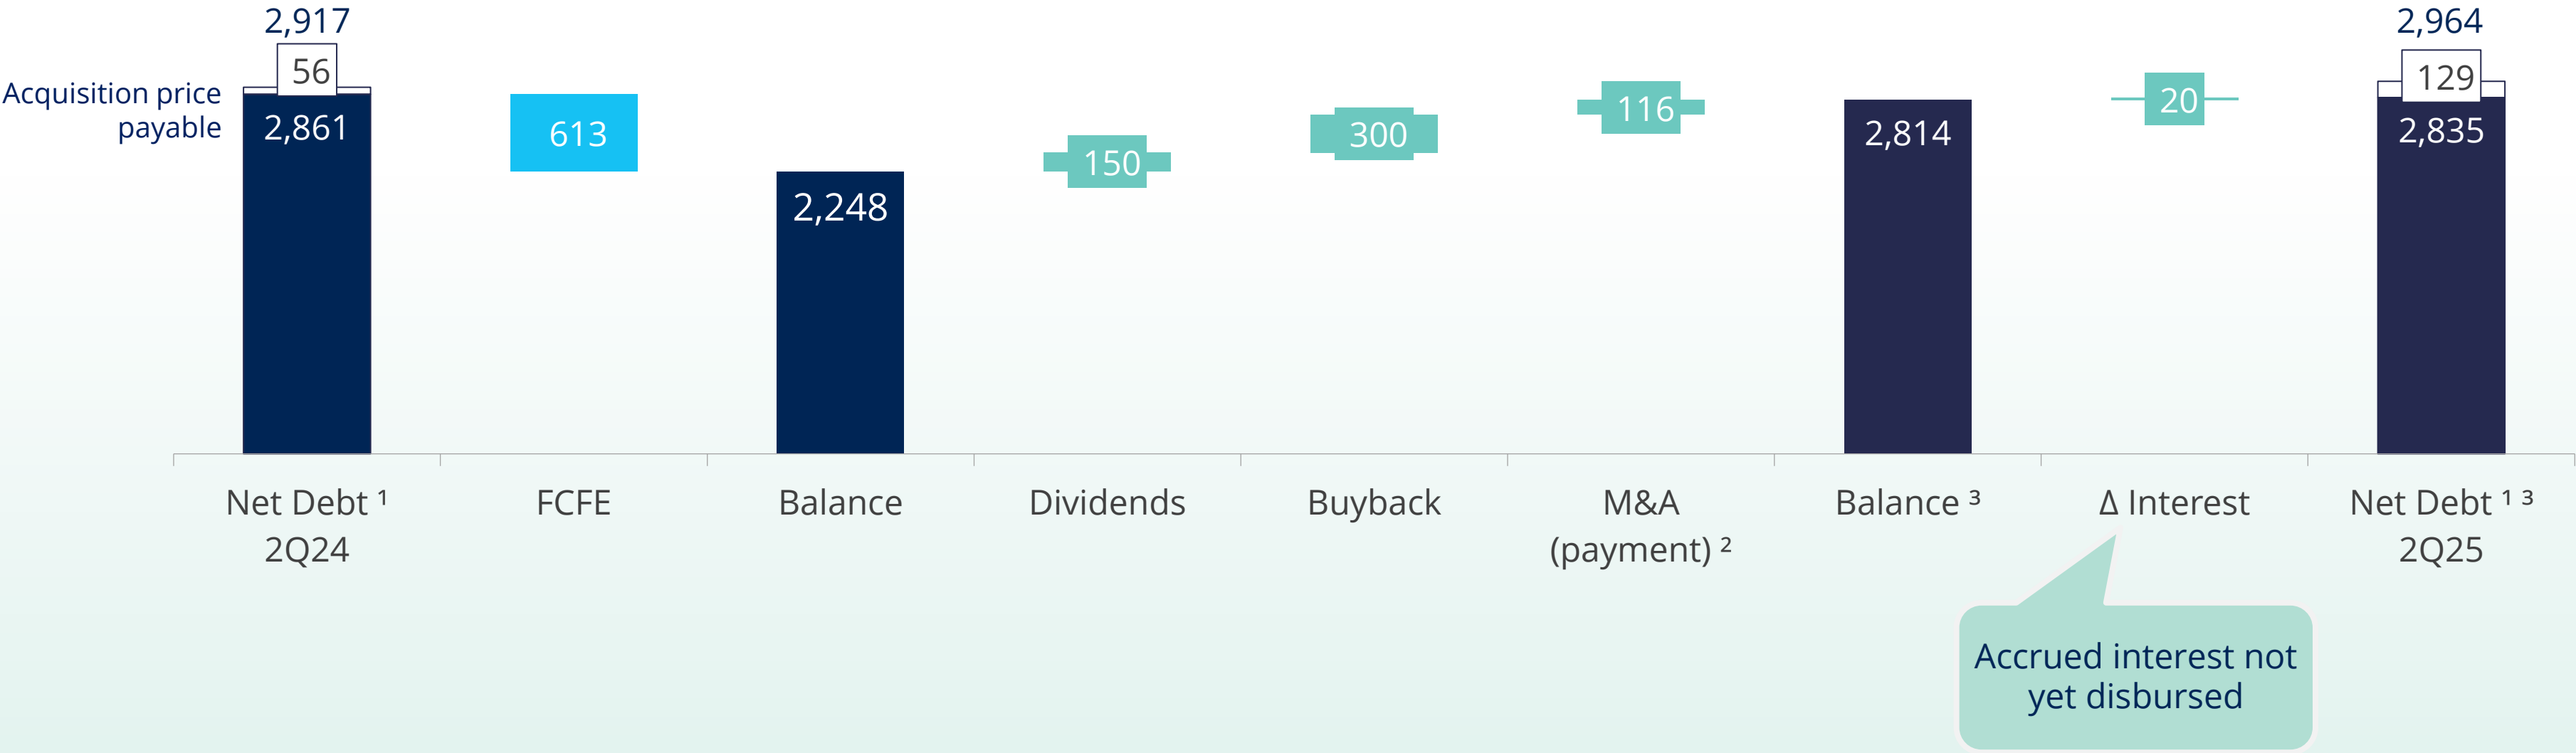 2,917
56
Acquisition price
payable
2,861
613
2,248
150
300
116
2,814
20
2,964
129
2,835
Net Debt ¹
2Q24
FCFE
Balance
Dividends
Buyback
M&A
(payment) ²
Balance ³
Δ Interest
Net Debt ¹ ³
2Q25
Accrued interest not
yet disbursed